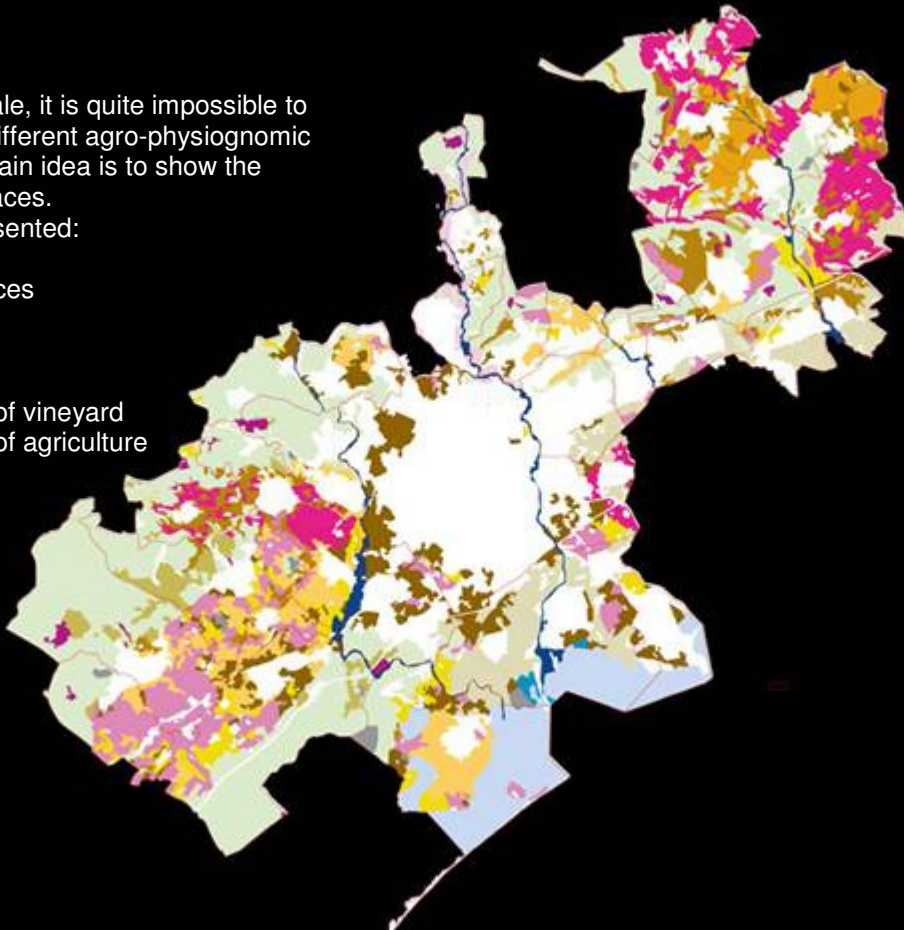 ale, it is quite impossible to
ifferent agro-physiognomic
ain idea is to show the
aces.
sented:
ces
of vineyard
of agriculture